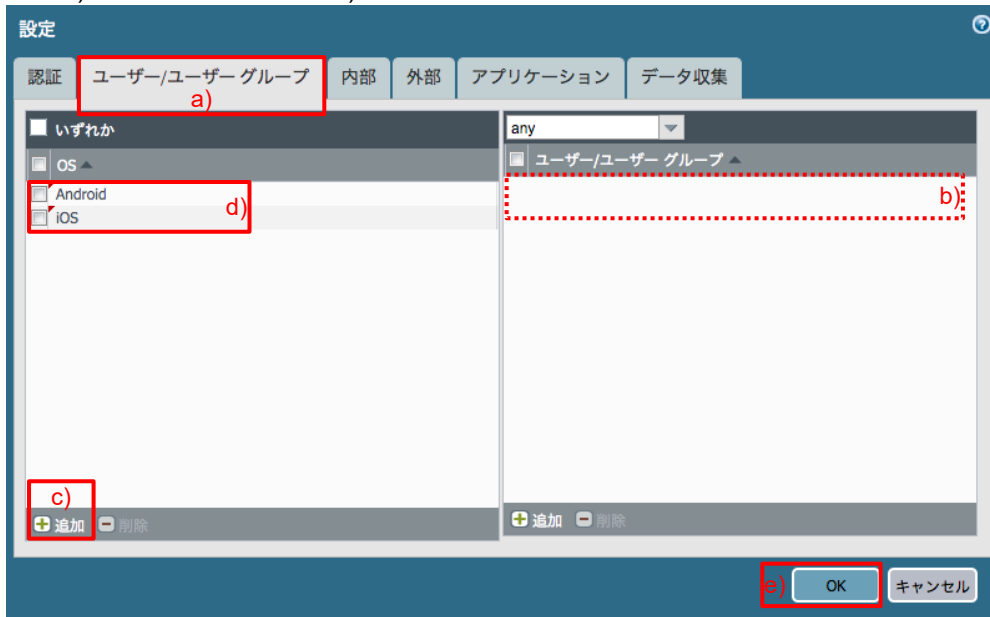 設定
認証 ユーザー/ユーザー グループ 内部 外部 アプリケーション データ収集
a)
いずれか
any
OS
ユーザー/ユーザー グループ
Android
iOS
d)
b)
c)
追加 削除
追加 削除
e) OK キャンセル